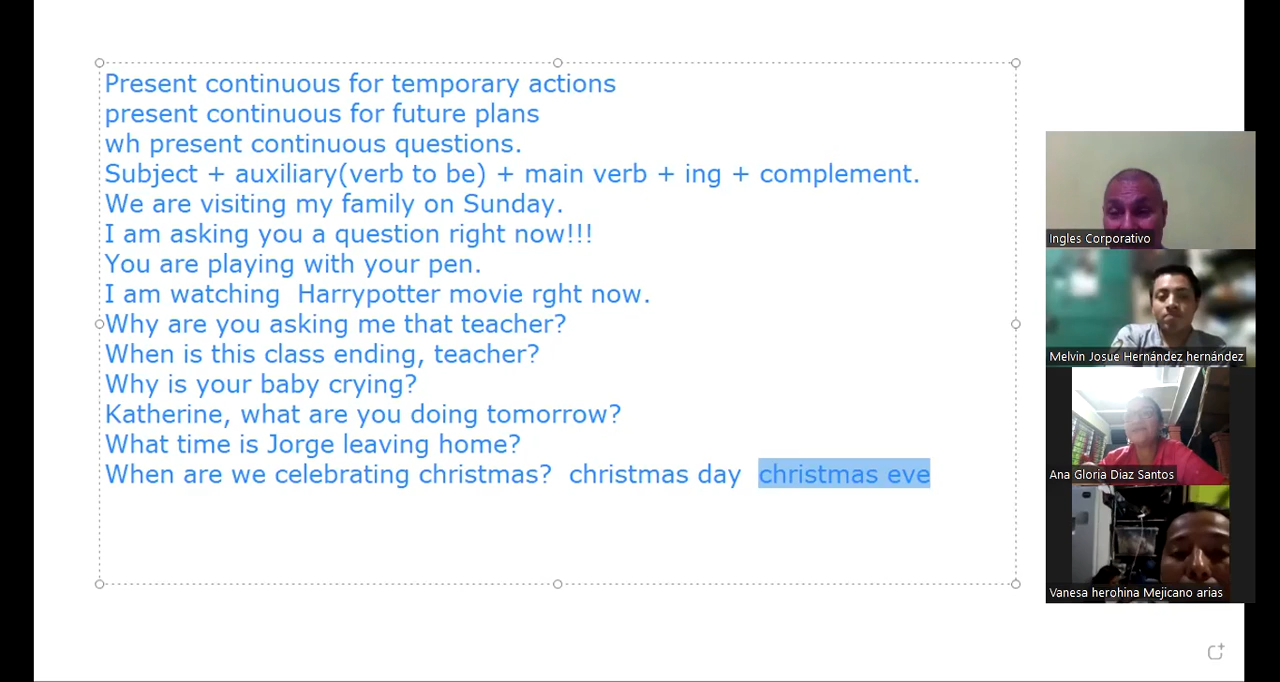 Present continuous for temporary actions
present continuous for future plans
wh present continuous questions.
Subject + auxiliary(verb to be) + main verb + ing + complement.
We are visiting my family on Sunday.
I am asking you a question right now!!!
You are playing with your pen.
I am watching  Harrypotter movie rght now.
Why are you asking me that teacher?
When is this class ending, teacher?
Why is your baby crying?
Katherine, what are you doing tomorrow?
What time is Jorge leaving home?
When are we celebrating christmas?  christmas day  christmas eve
Ingles Corporativo
Melvin Josue Hernández hernández
Ana Gloria Diaz Santos
Vanesa herohina Mejicano arias